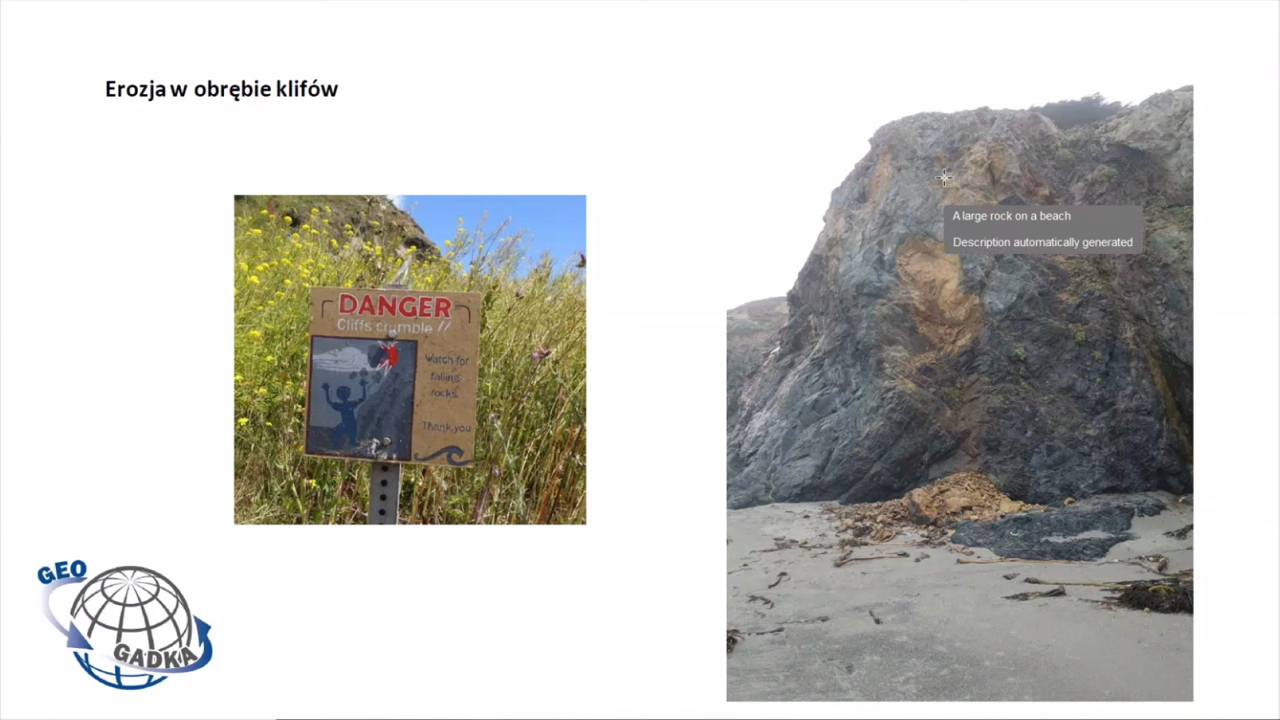 Erozja w obrębie klifów
DANGER
Cliffs crumble !!
Watch for
falling
rocks.
Thank you
A large rock on a beach
Description automatically generated
GEO
GADKA